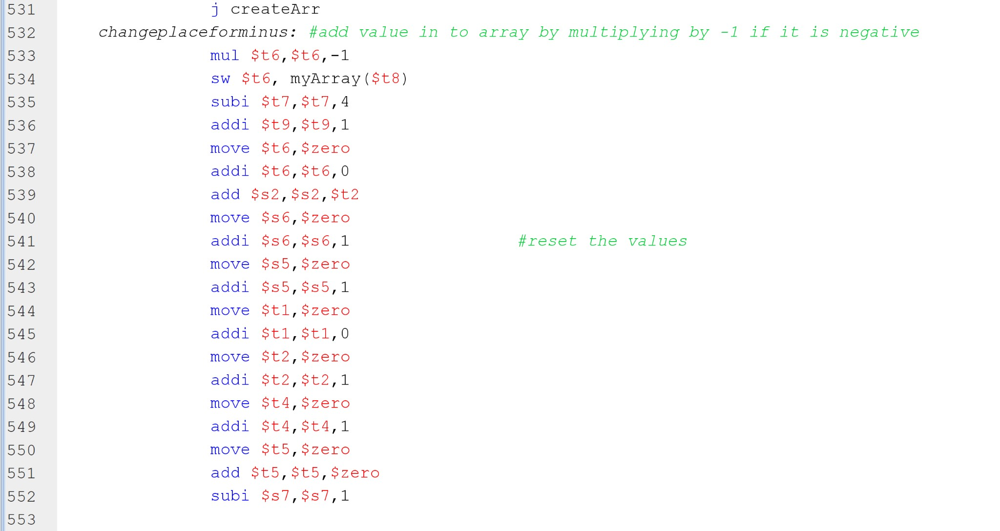 531 j createArr
532 changeplaceforminus: #add value in to array by multiplying by -1 if it is negative
533 mul $t6,$t6,-1
534 sw $t6, myArray($t8)
535 subi $t7,$t7,4
536 addi $t9,$t9,1
537 move $t6,$zero
538 addi $t6,$t6,0
539 add $s2,$s2,$t2
540 move $s6,$zero
541 addi $s6,$s6,1 #reset the values
542 move $s5,$zero
543 addi $s5,$s5,1
544 move $t1,$zero
545 addi $t1,$t1,0
546 move $t2,$zero
547 addi $t2,$t2,1
548 move $t4,$zero
549 addi $t4,$t4,1
550 move $t5,$zero
551 add $t5,$t5,$zero
552 subi $s7,$s7,1
553